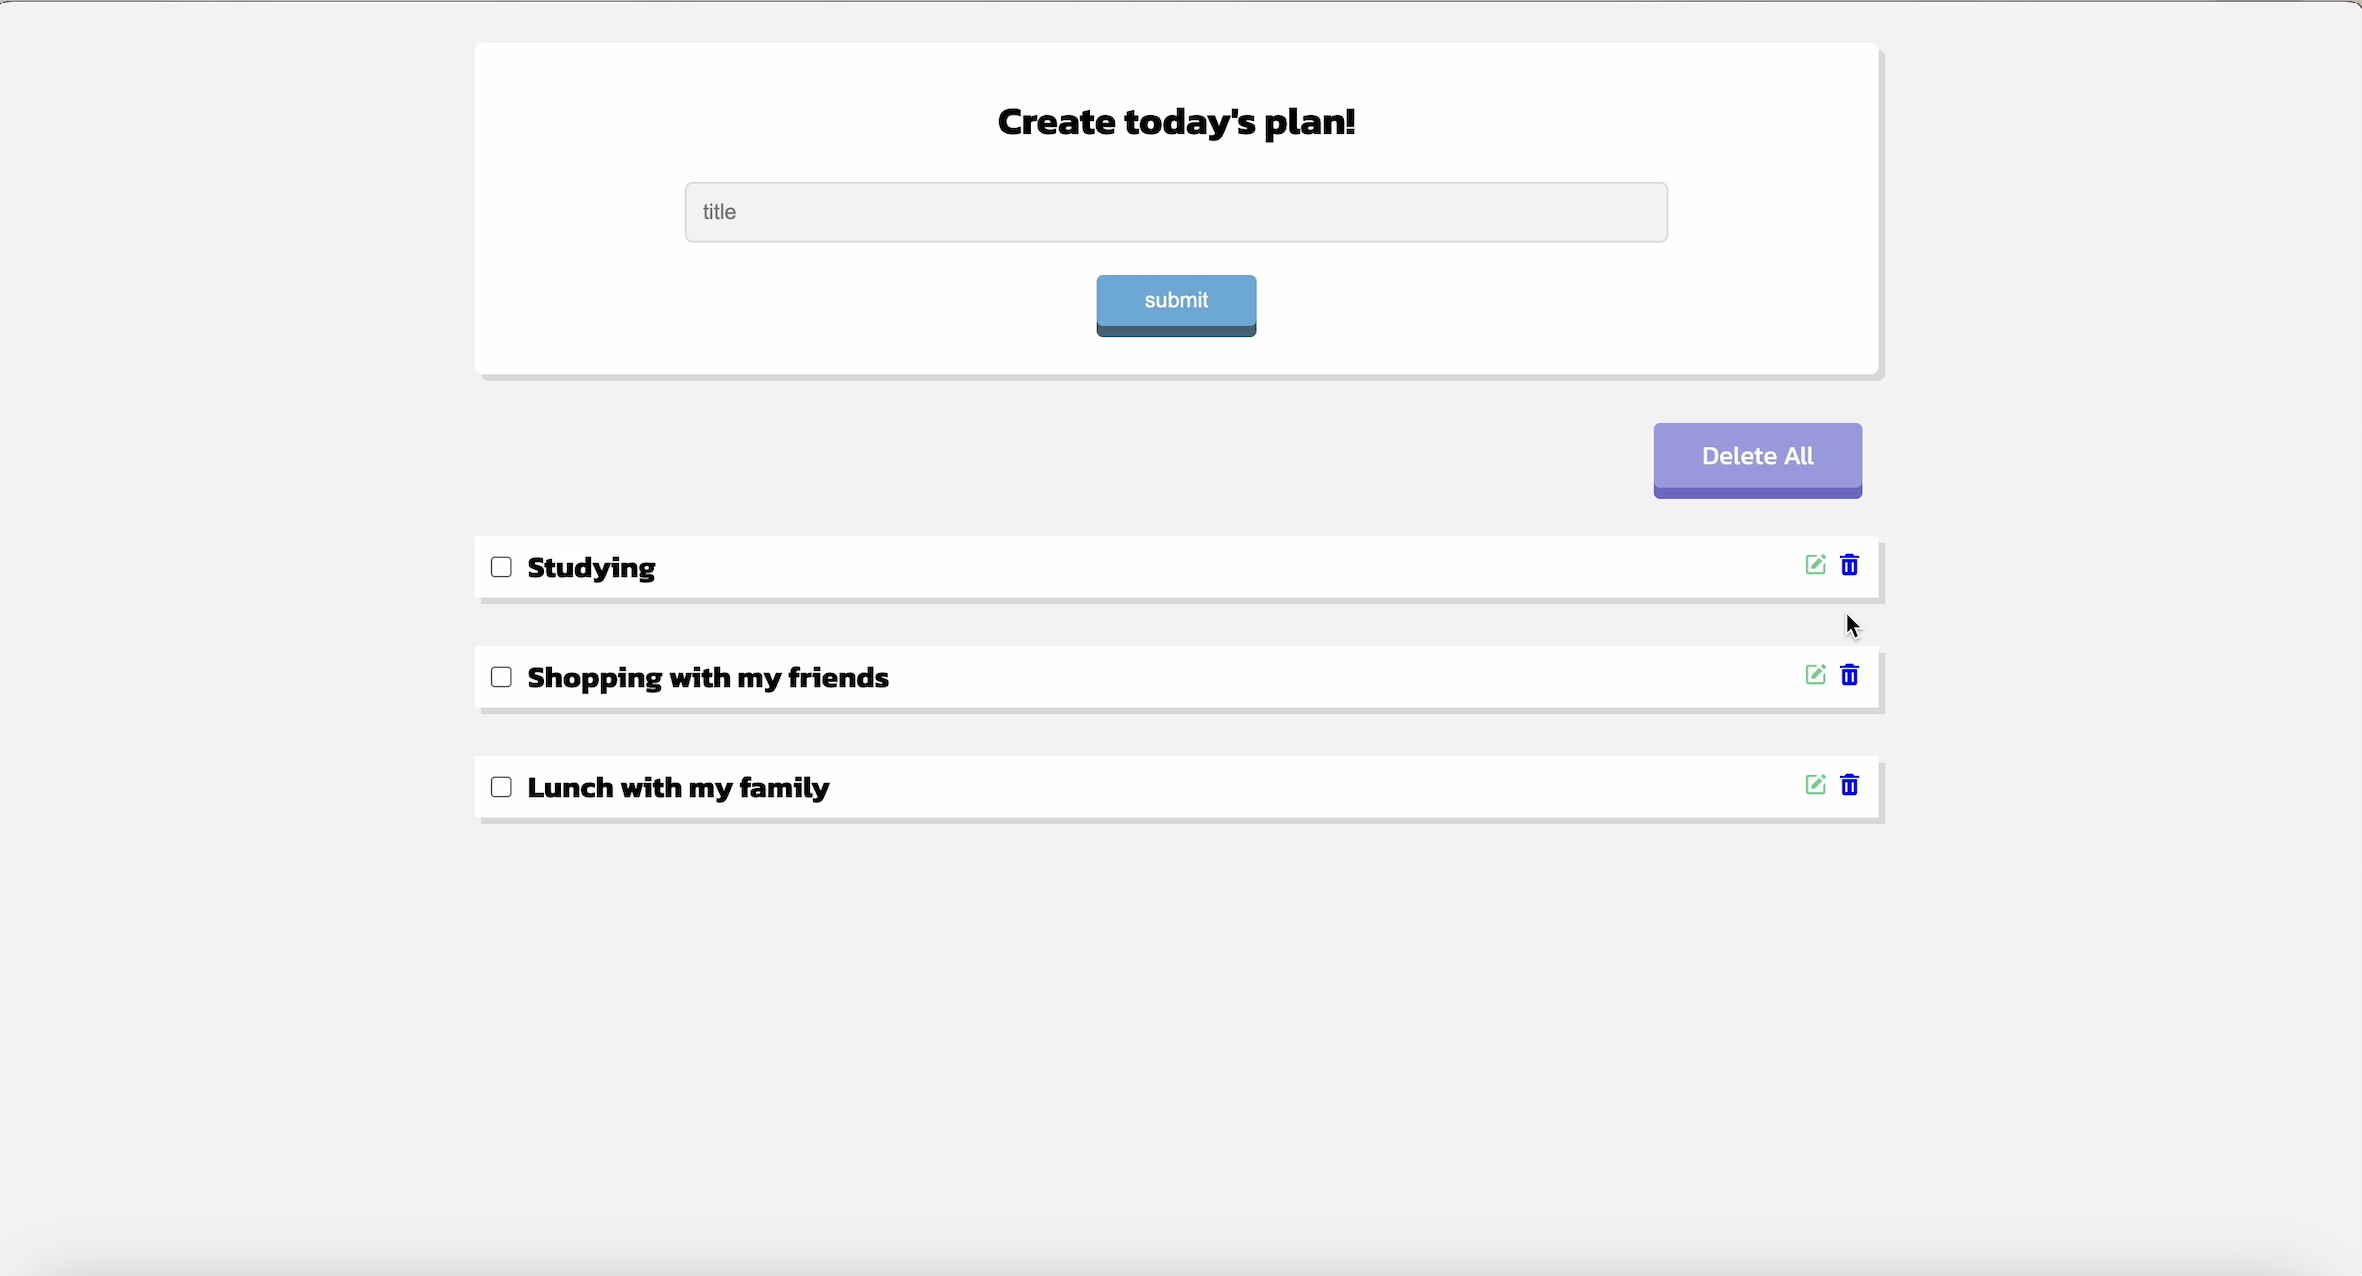 Create today's plan!
title
submit
Delete All
Studying
Shopping with my friends
Lunch with my family